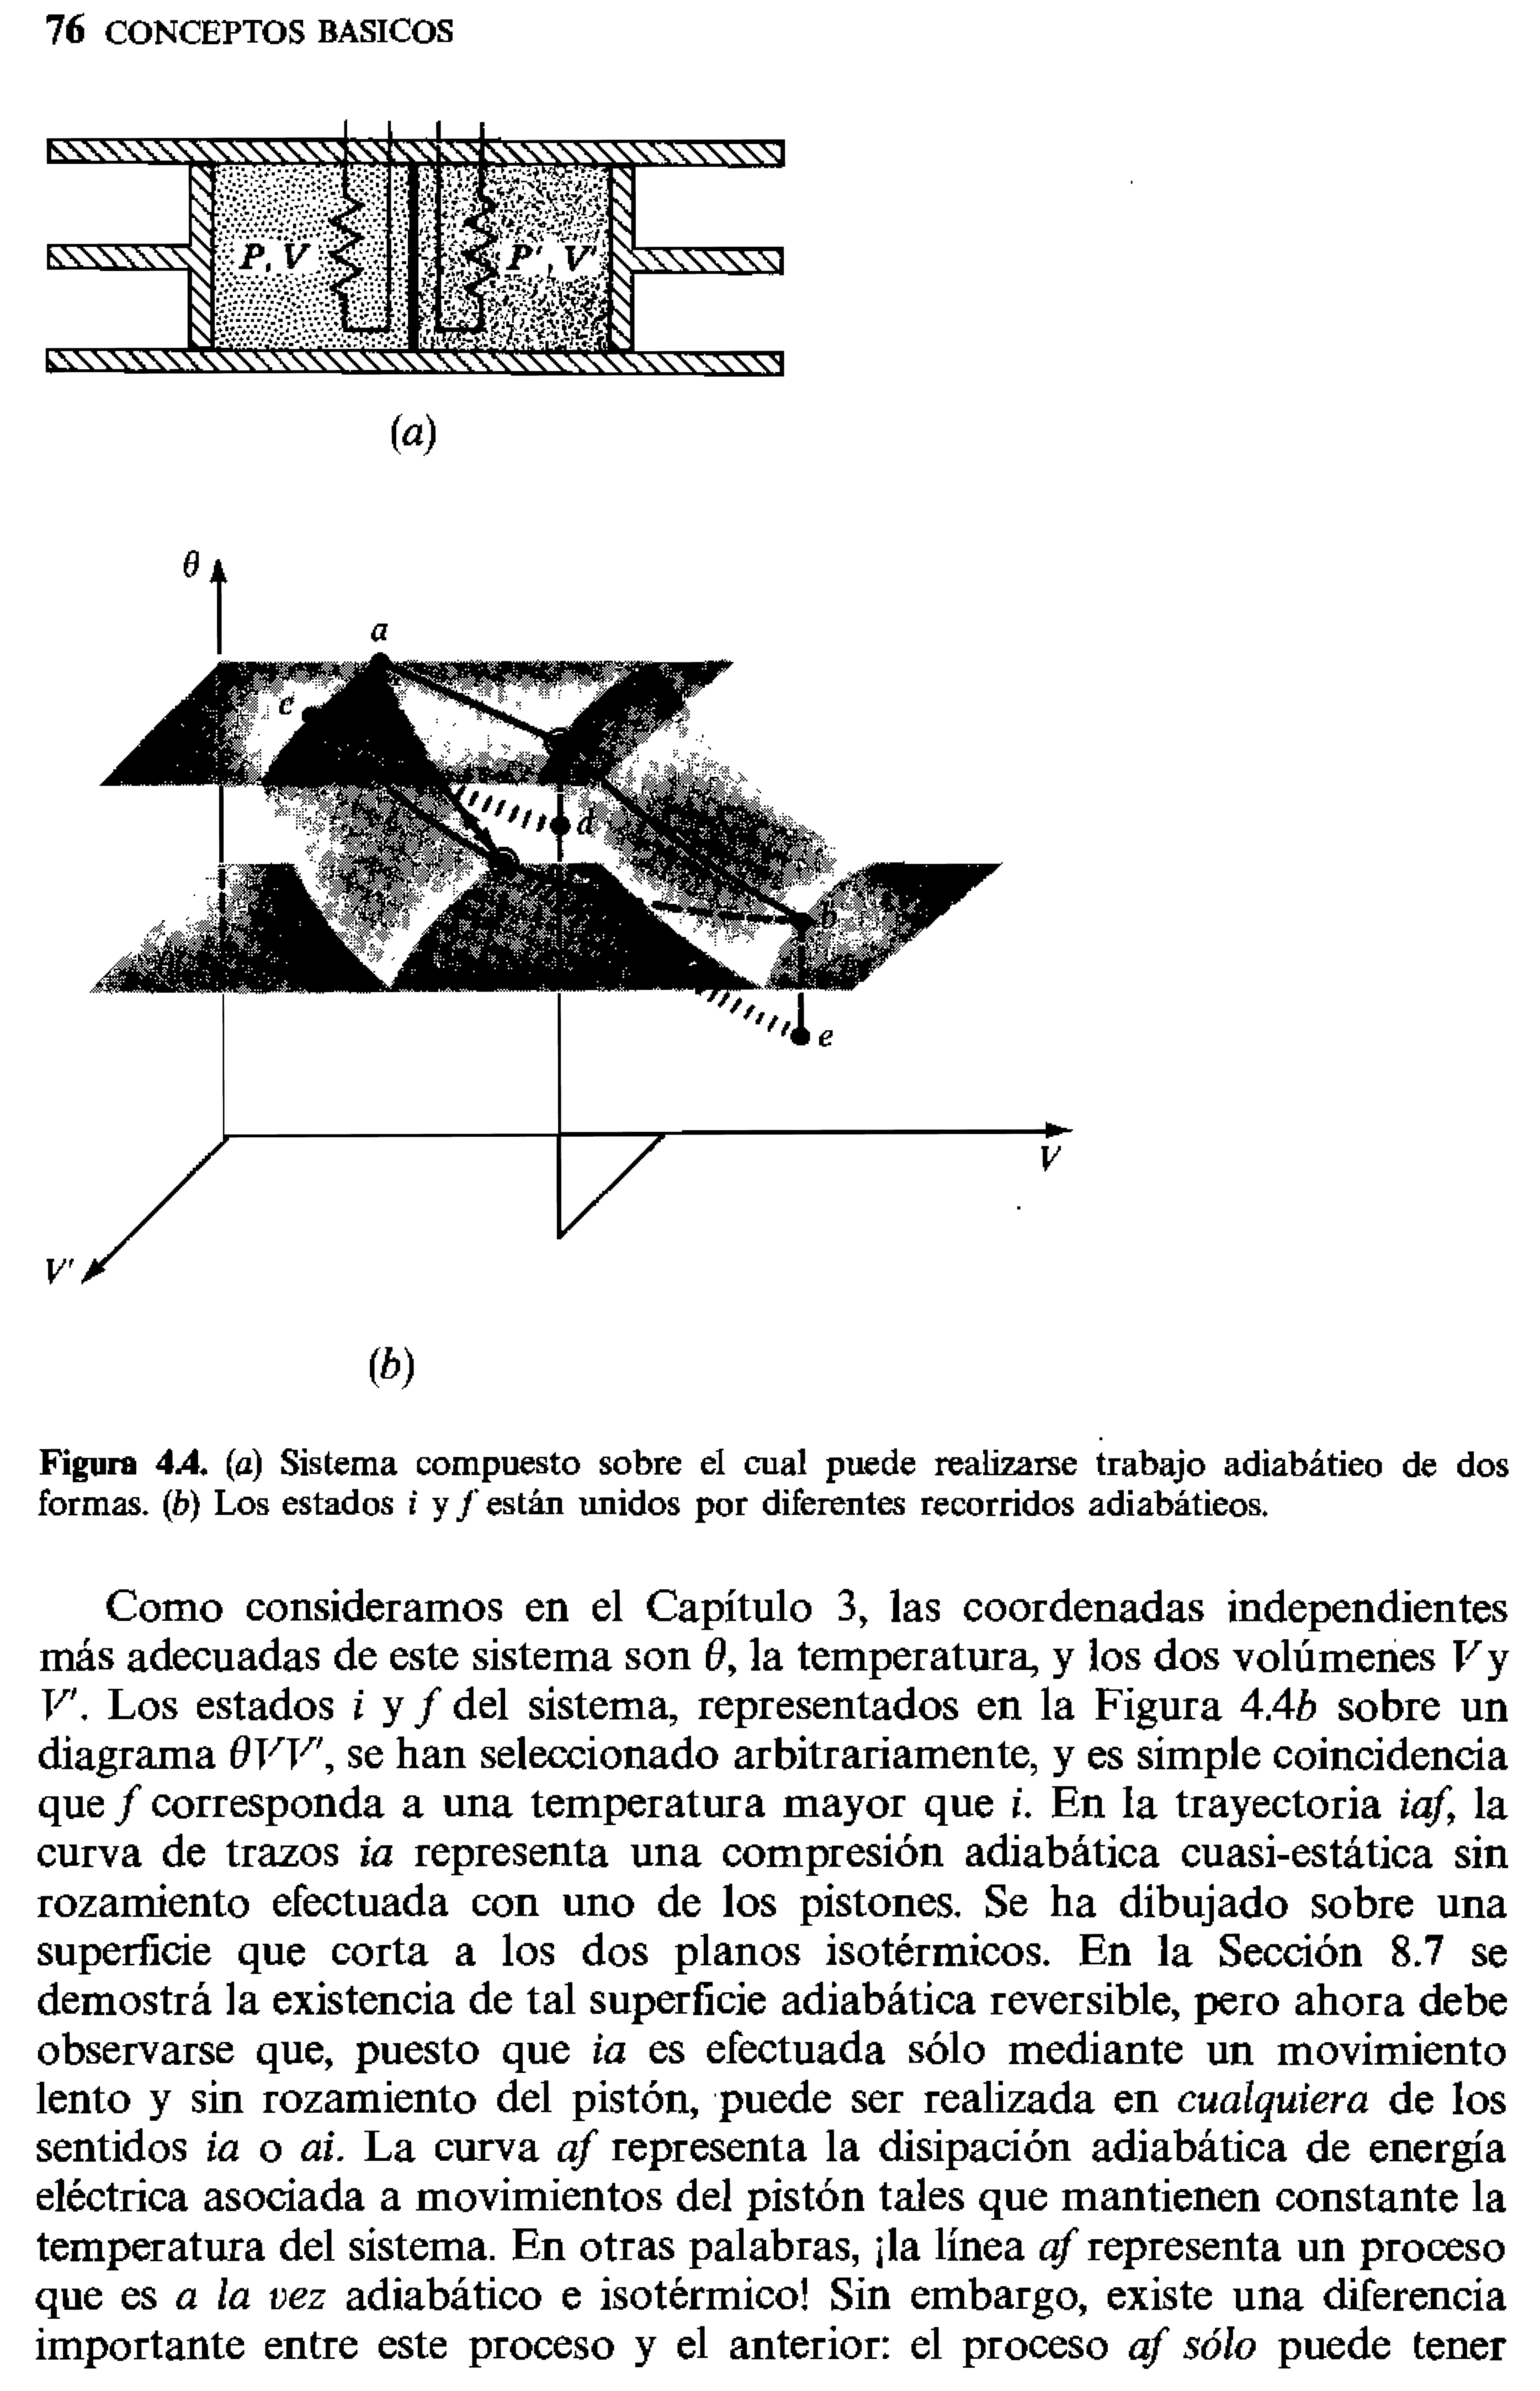 76 CONCEPTOS BASICOS
P, V
P', V'
(a)
θ
a
c
d
b
e
V
V'
(b)
Figura 4.4. (a) Sistema compuesto sobre el cual puede realizarse trabajo adiabátieo de dos
formas. (b) Los estados i y f están unidos por diferentes recorridos adiabátieos.
Como consideramos en el Capítulo 3, las coordenadas independientes
más adecuadas de este sistema son θ, la temperatura, y los dos volúmenes V y
V'. Los estados i y f del sistema, representados en la Figura 4.4b sobre un
diagrama θVV', se han seleccionado arbitrariamente, y es simple coincidencia
que f corresponda a una temperatura mayor que i. En la trayectoria iaf, la
curva de trazos ia representa una compresión adiabática cuasi-estática sin
rozamiento efectuada con uno de los pistones. Se ha dibujado sobre una
superficie que corta a los dos planos isotérmicos. En la Sección 8.7 se
demostrá la existencia de tal superficie adiabática reversible, pero ahora debe
observarse que, puesto que ia es efectuada sólo mediante un movimiento
lento y sin rozamiento del pistón, puede ser realizada en cualquiera de los
sentidos ia o ai. La curva af representa la disipación adiabática de energía
eléctrica asociada a movimientos del pistón tales que mantienen constante la
temperatura del sistema. En otras palabras, ¡la línea af representa un proceso
que es a la vez adiabático e isotérmico! Sin embargo, existe una diferencia
importante entre este proceso y el anterior: el proceso af sólo puede tener